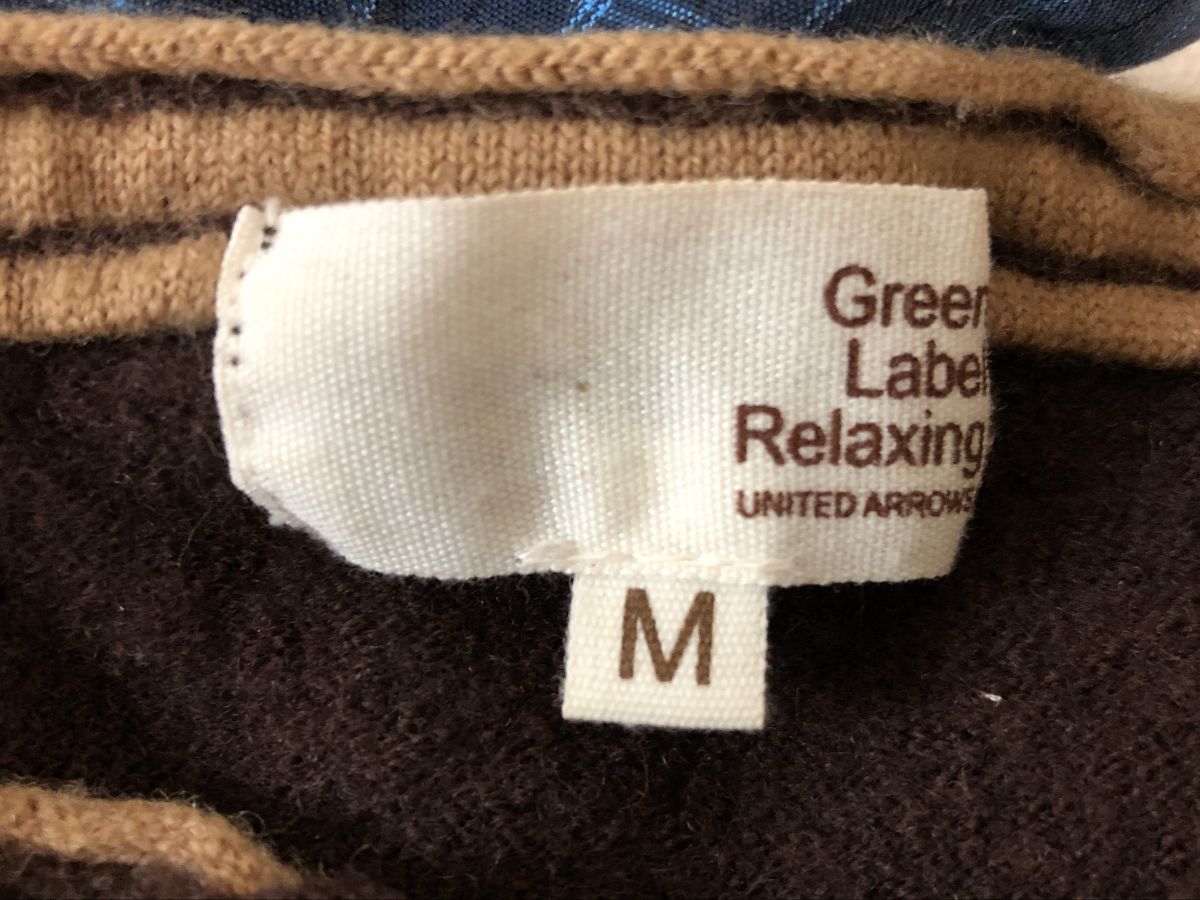 Green
Label
Relaxing
UNITED ARROWS
M